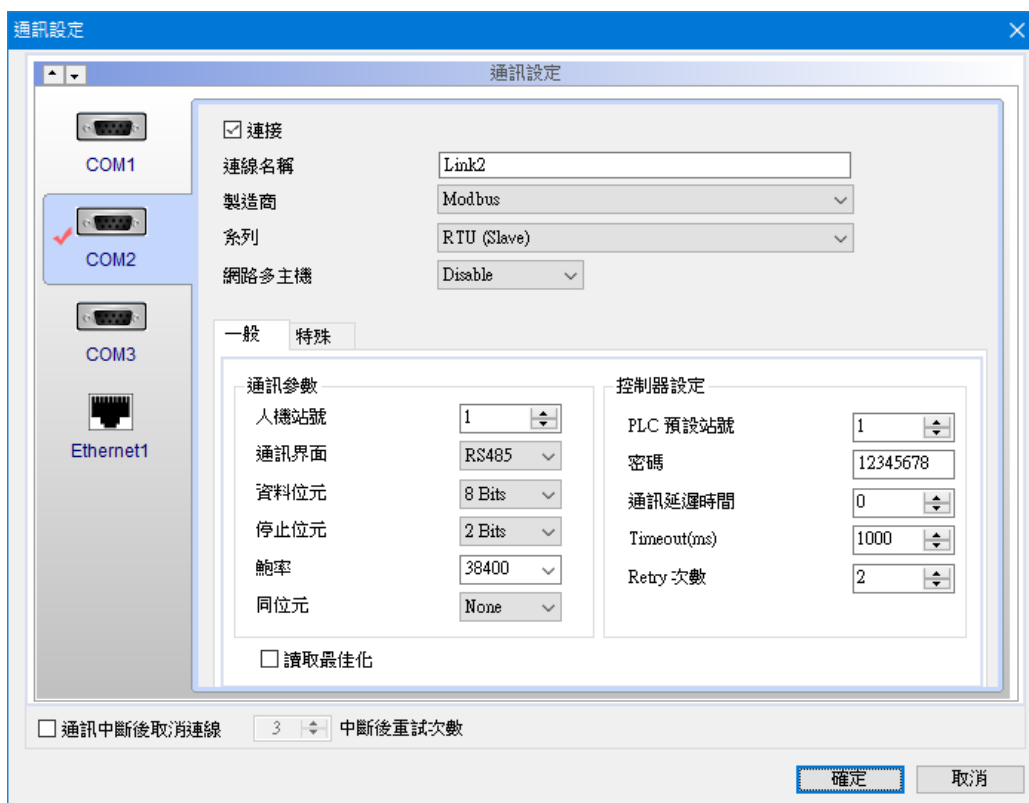 通訊設定
通訊設定
COM1
COM2
COM3
Ethernet1
連接
連線名稱 Link2
製造商 Modbus
系列 RTU (Slave)
網路多主機 Disable
一般 特殊
通訊參數
人機站號 1
通訊界面 RS485
資料位元 8 Bits
停止位元 2 Bits
鮑率 38400
同位元 None
控制器設定
PLC 預設站號 1
密碼 12345678
通訊延遲時間 0
Timeout(ms) 1000
Retry 次數 2
讀取最佳化
通訊中斷後取消連線 3 中斷後重試次數
確定 取消